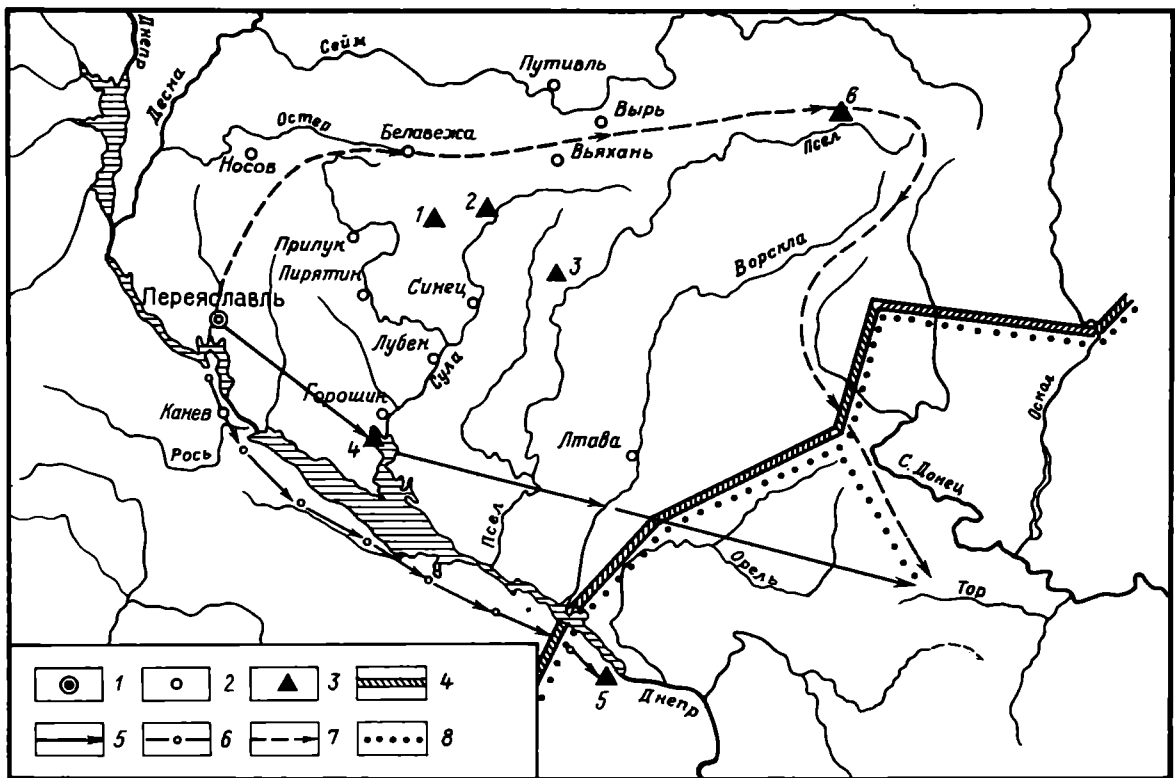 Днепр
Десна
Сейм
Путивль
Вырь
6
Остер
Белавежа
Псел
Носов
Вьяхань
1
2
Прилук
Ворскла
3
Пирятин
Синец
Переяславль
Лубен
Сула
Оскол
Горошин
Канев
4
Лтава
Рось
С. Донец
Псел
Орель
Тор
5
Днепр
1
2
3
4
5
6
7
8